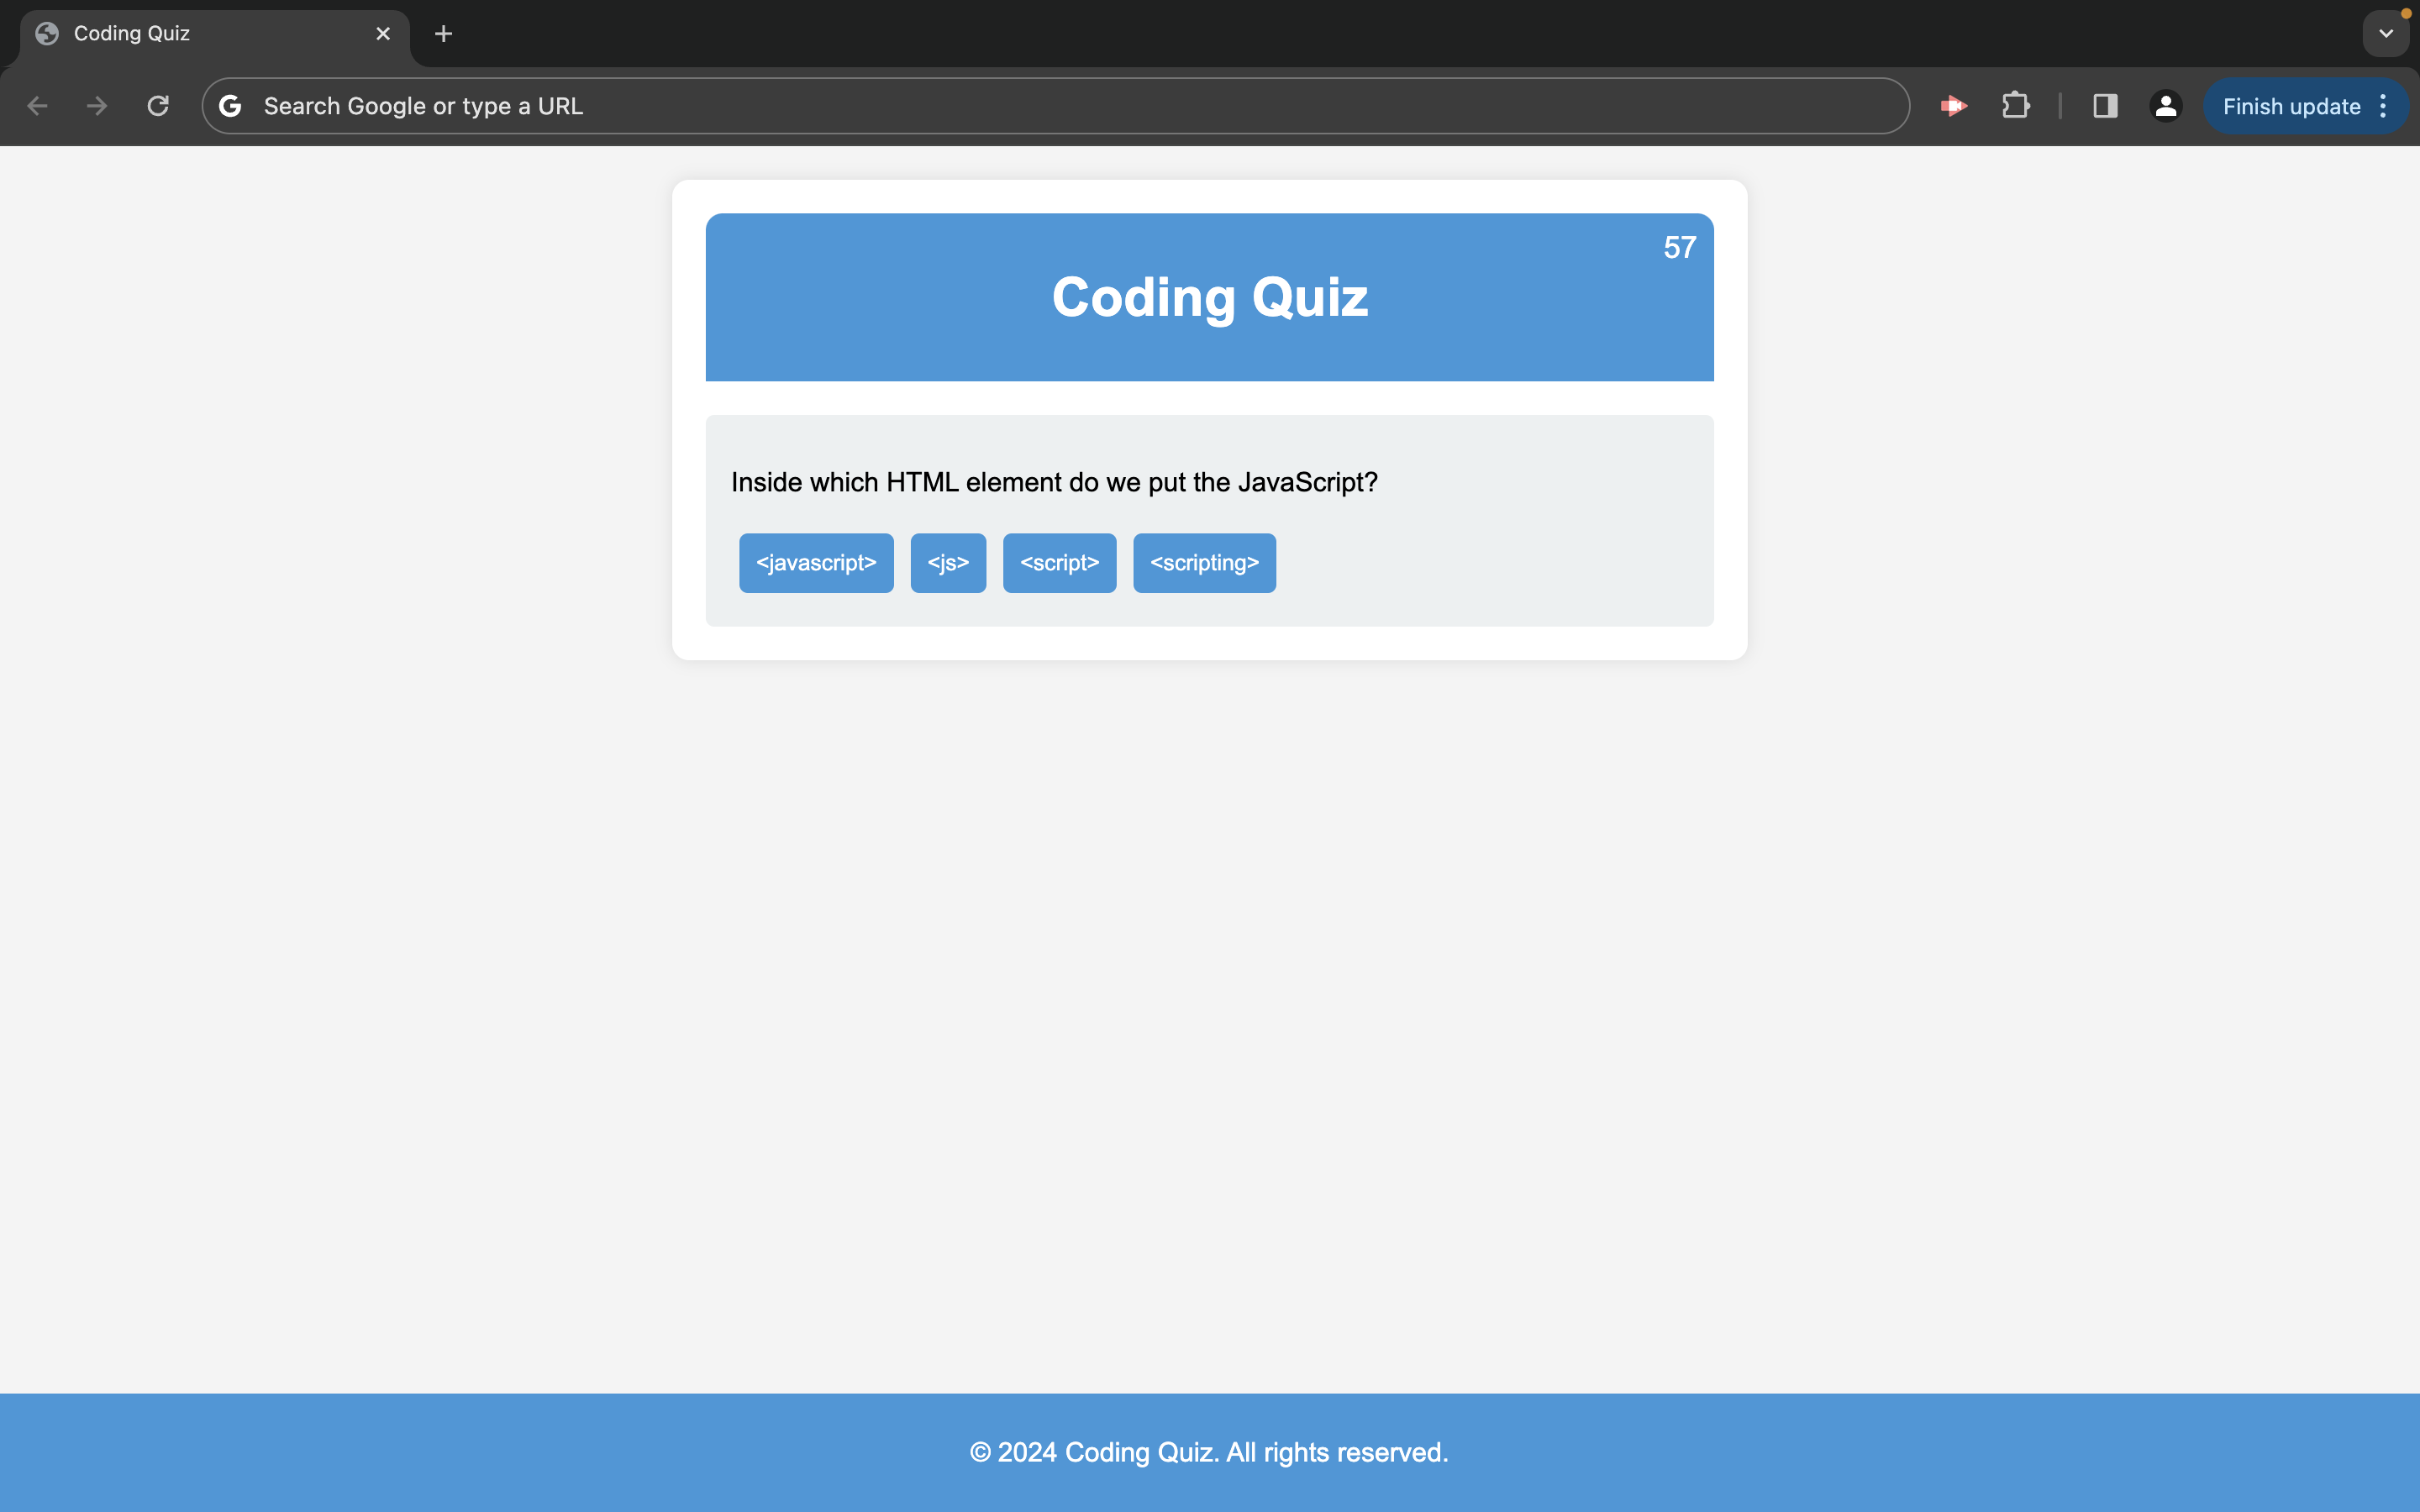 Coding Quiz
Search Google or type a URL
Finish update
57
Coding Quiz
Inside which HTML element do we put the JavaScript?
<javascript> <js> <script> <scripting>
© 2024 Coding Quiz. All rights reserved.